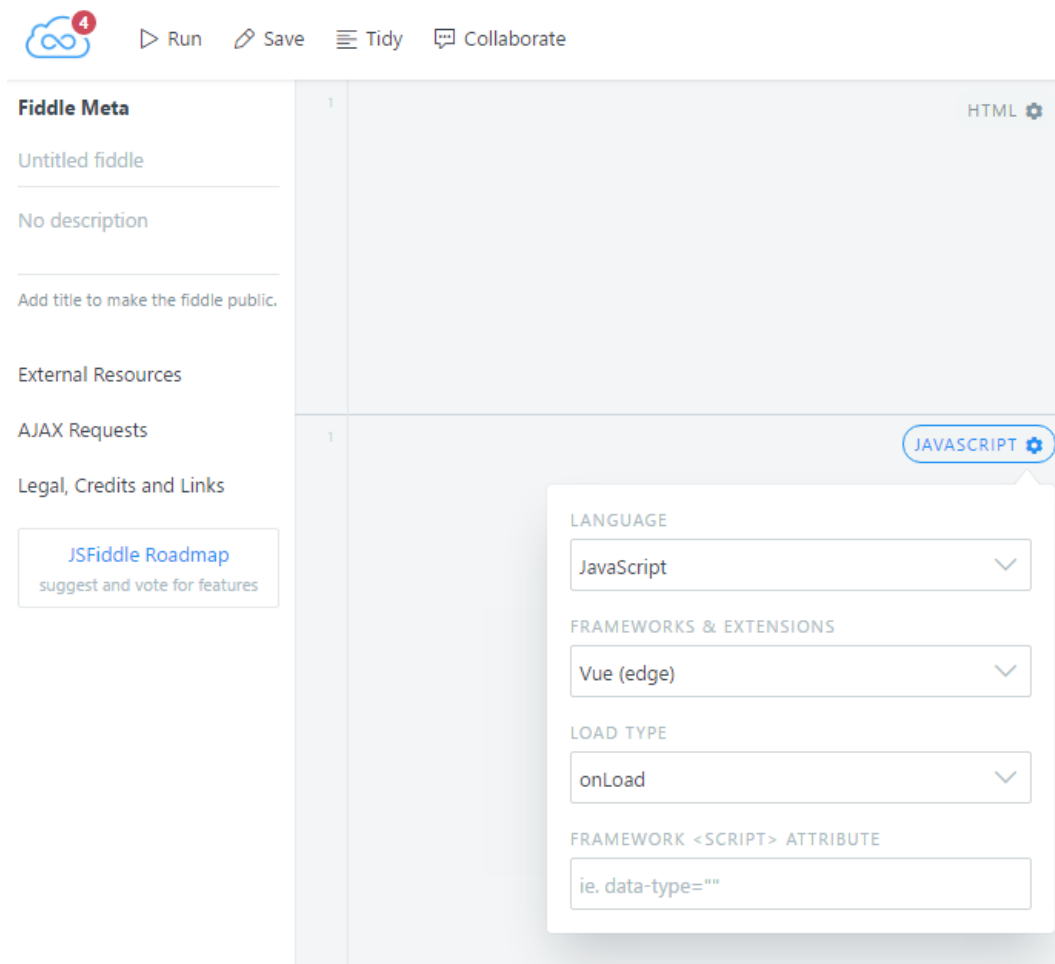 4
Run Save Tidy Collaborate
Fiddle Meta
Untitled fiddle
No description
Add title to make the fiddle public.
External Resources
AJAX Requests
Legal, Credits and Links
JSFiddle Roadmap
suggest and vote for features
1
HTML
1
JAVASCRIPT
LANGUAGE
JavaScript
FRAMEWORKS & EXTENSIONS
Vue (edge)
LOAD TYPE
onLoad
FRAMEWORK <SCRIPT> ATTRIBUTE
ie. data-type=""